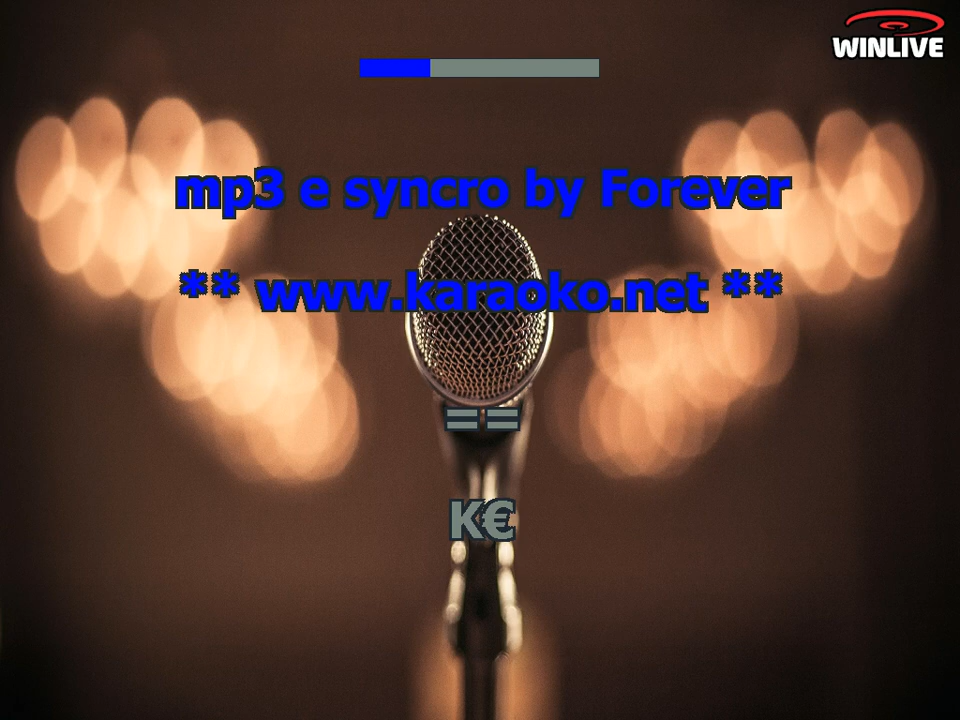 WINLIVE
mp3 e syncro by Forever
** www.karaoko.net **
==
K€